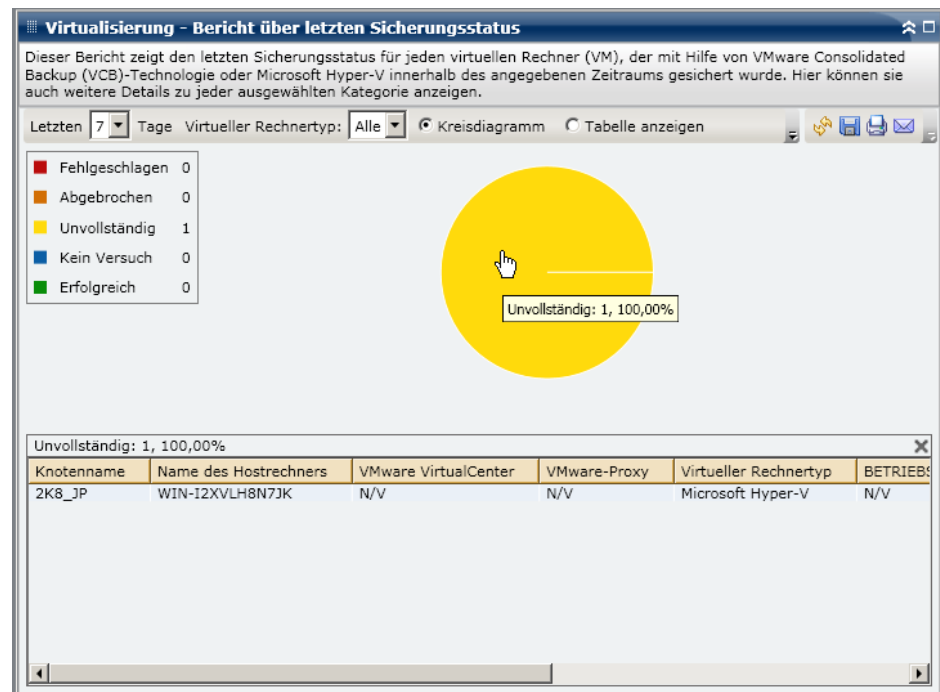 Virtualisierung - Bericht über letzten Sicherungsstatus
Dieser Bericht zeigt den letzten Sicherungsstatus für jeden virtuellen Rechner (VM), der mit Hilfe von VMware Consolidated
Backup (VCB)-Technologie oder Microsoft Hyper-V innerhalb des angegebenen Zeitraums gesichert wurde. Hier können sie
auch weitere Details zu jeder ausgewählten Kategorie anzeigen.
Letzten 7 Tage Virtueller Rechnertyp: Alle Kreisdiagramm Tabelle anzeigen
Fehlgeschlagen 0
Abgebrochen 0
Unvollständig 1
Kein Versuch 0
Erfolgreich 0
Unvollständig: 1, 100,00%
Unvollständig: 1, 100,00%
Knotenname Name des Hostrechners VMware VirtualCenter VMware-Proxy Virtueller Rechnertyp BETRIEBS
2K8_JP WIN-I2XVLH8N7JK N/V N/V Microsoft Hyper-V N/V